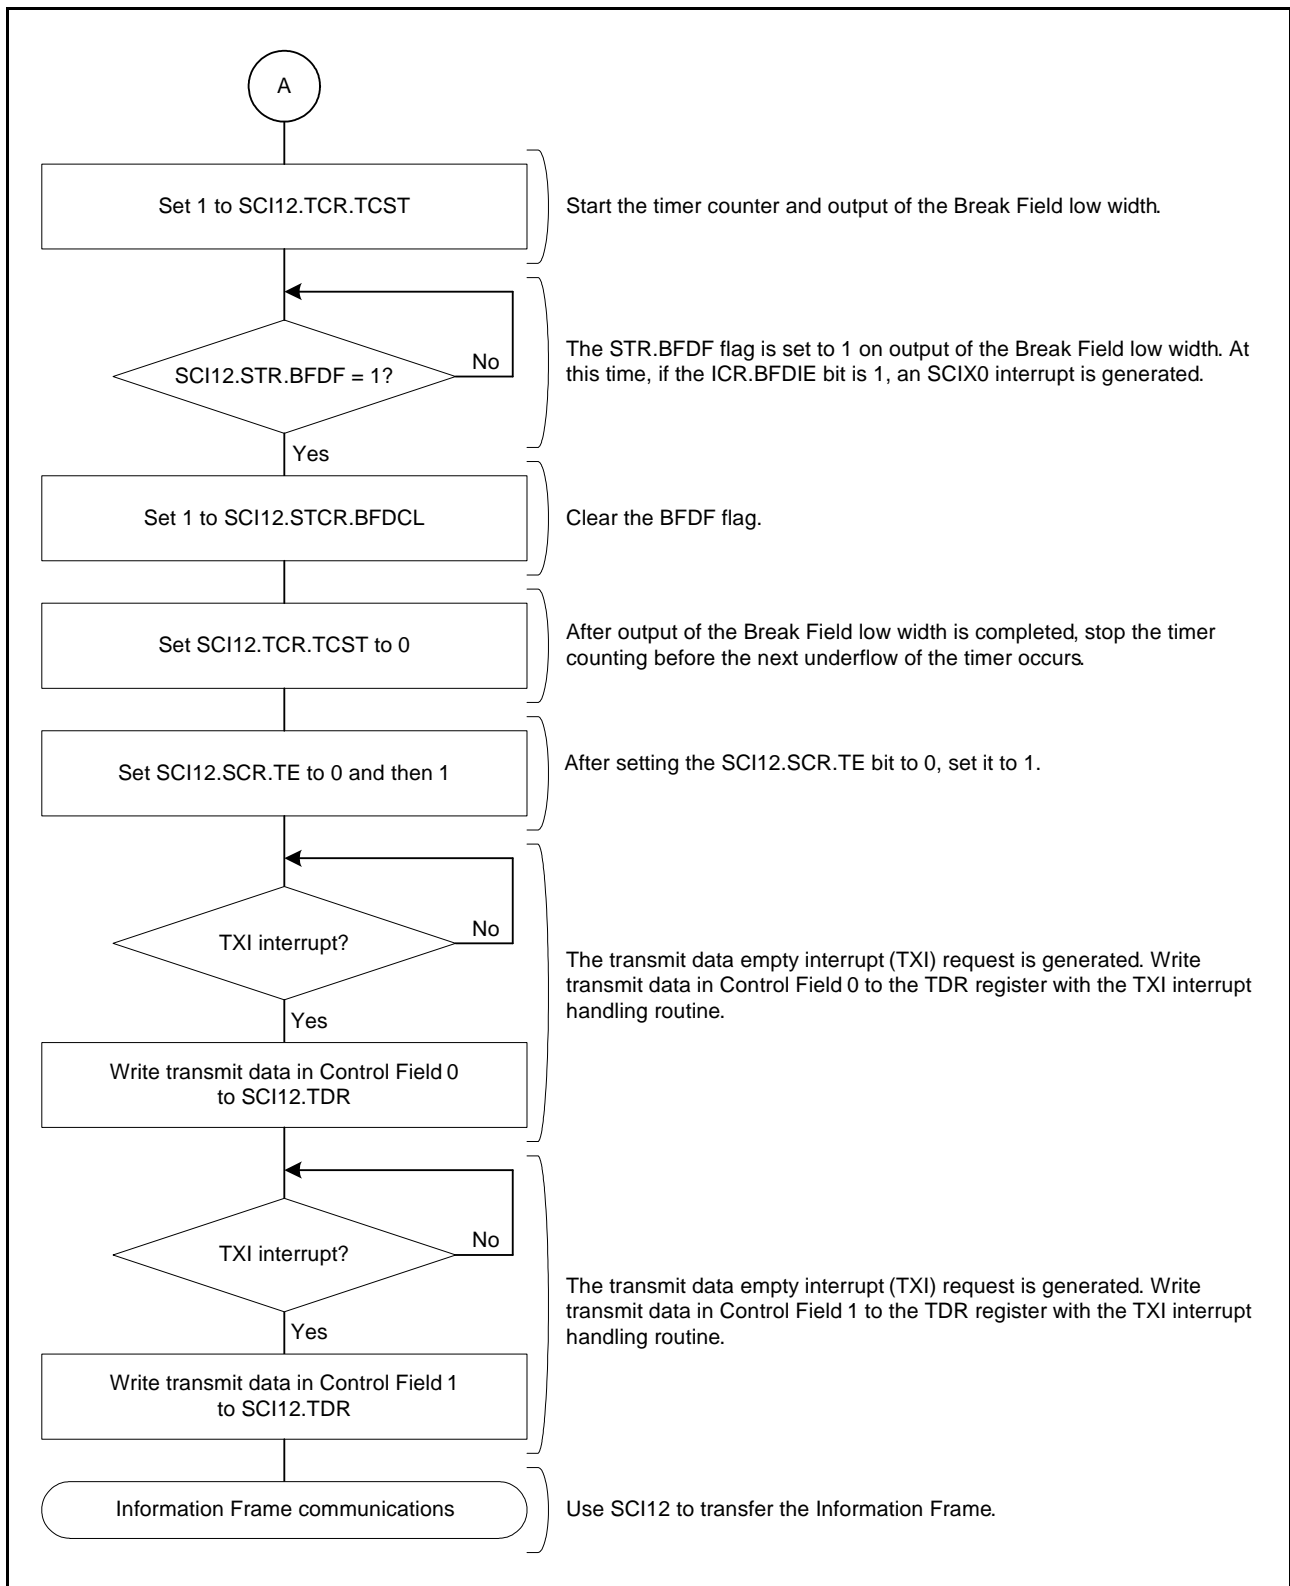 A
Set 1 to SCI12.TCR.TCST
Start the timer counter and output of the Break Field low width.
SCI12.STR.BFDF = 1?
No
The STR.BFDF flag is set to 1 on output of the Break Field low width. At
this time, if the ICR.BFDIE bit is 1, an SCIX0 interrupt is generated.
Yes
Set 1 to SCI12.STCR.BFDCL
Clear the BFDF flag.
Set SCI12.TCR.TCST to 0
After output of the Break Field low width is completed, stop the timer
counting before the next underflow of the timer occurs.
Set SCI12.SCR.TE to 0 and then 1
After setting the SCI12.SCR.TE bit to 0, set it to 1.
TXI interrupt?
No
The transmit data empty interrupt (TXI) request is generated. Write
transmit data in Control Field 0 to the TDR register with the TXI interrupt
handling routine.
Yes
Write transmit data in Control Field 0
to SCI12.TDR
TXI interrupt?
No
The transmit data empty interrupt (TXI) request is generated. Write
transmit data in Control Field 1 to the TDR register with the TXI interrupt
handling routine.
Yes
Write transmit data in Control Field 1
to SCI12.TDR
Information Frame communications
Use SCI12 to transfer the Information Frame.